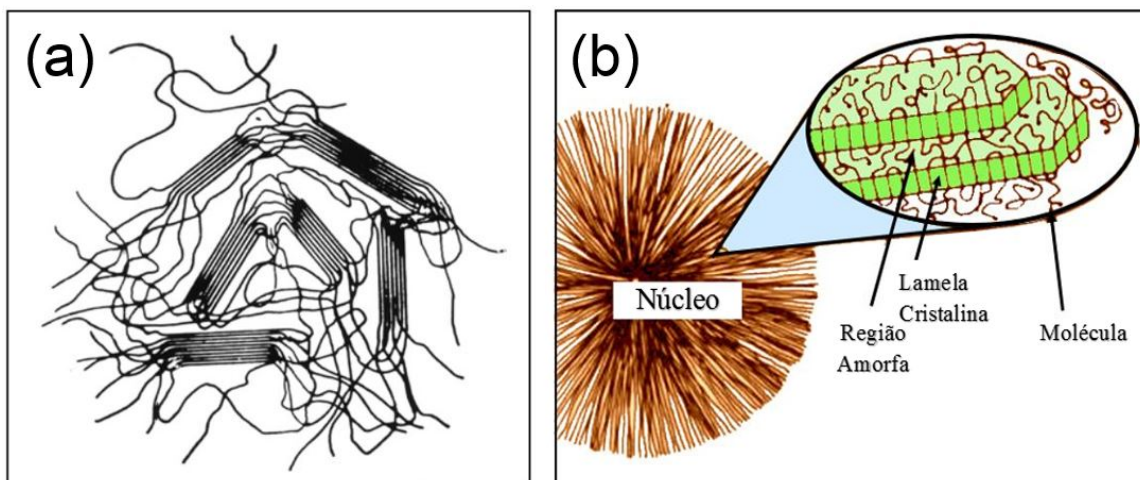 (a)
(b)
Núcleo
Lamela
Cristalina
Região
Amorfa
Molécula